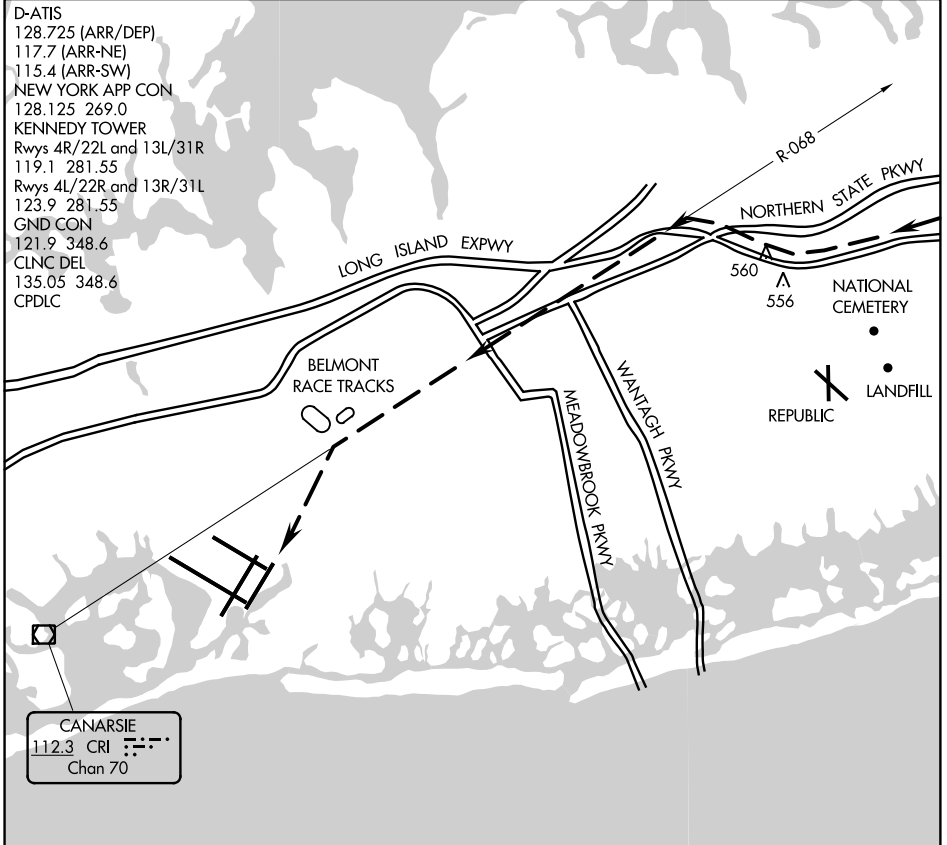 D-ATIS
128.725 (ARR/DEP)
117.7 (ARR-NE)
115.4 (ARR-SW)
NEW YORK APP CON
128.125 269.0
KENNEDY TOWER
Rwys 4R/22L and 13L/31R
119.1 281.55
Rwys 4L/22R and 13R/31L
123.9 281.55
GND CON
121.9 348.6
CLNC DEL
135.05 348.6
CPDLC
R-068
NORTHERN STATE PKWY
LONG ISLAND EXPWY
560
556
NATIONAL
CEMETERY
LANDFILL
REPUBLIC
BELMONT
RACE TRACKS
WANTAGH PKWY
MEADOWBROOK PKWY
CANARSIE
112.3 CRI
Chan 70